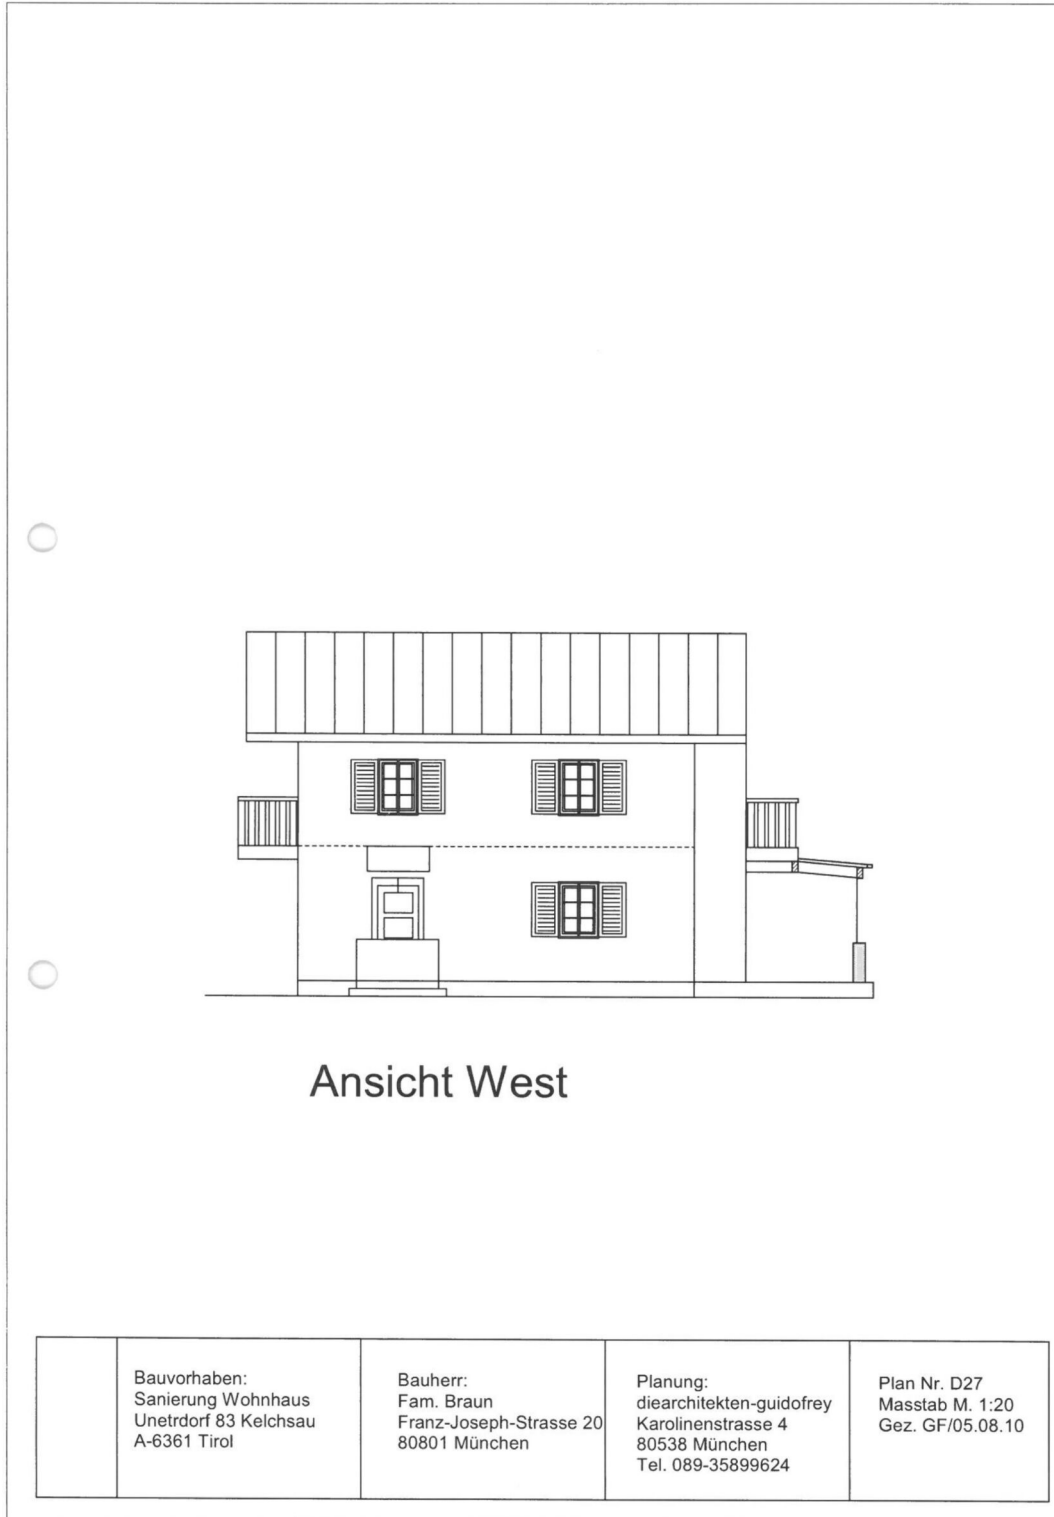 Ansicht West
Bauvorhaben:
Sanierung Wohnhaus
Unetrdorf 83 Kelchsau
A-6361 Tirol
Bauherr:
Fam. Braun
Franz-Joseph-Strasse 20
80801 München
Planung:
diearchitekten-guidofrey
Karolinenstrasse 4
80538 München
Tel. 089-35899624
Plan Nr. D27
Masstab M. 1:20
Gez. GF/05.08.10